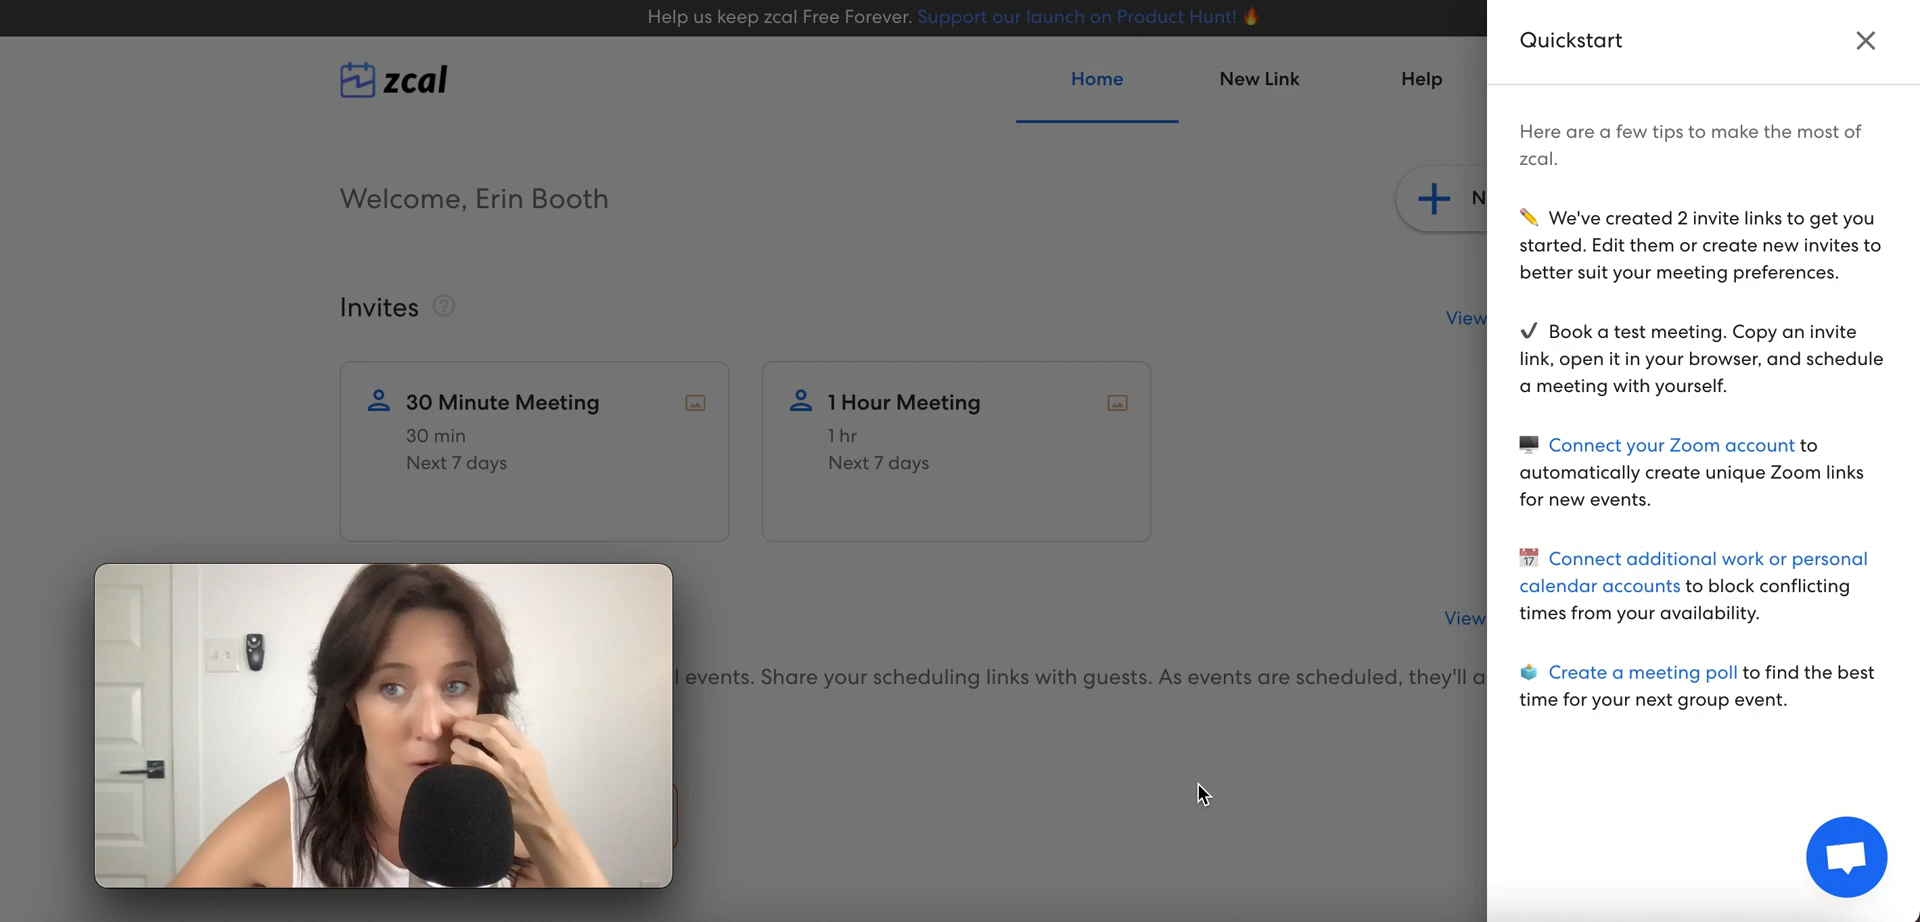 Help us keep zcal Free Forever. Support our launch on Product Hunt! 🔥
zcal
Home
New Link
Help
Welcome, Erin Booth
N
Invites
View
30 Minute Meeting
30 min
Next 7 days
1 Hour Meeting
1 hr
Next 7 days
View
l events. Share your scheduling links with guests. As events are scheduled, they'll a
Quickstart
Here are a few tips to make the most of
zcal.
✏️ We've created 2 invite links to get you
started. Edit them or create new invites to
better suit your meeting preferences.
✔️ Book a test meeting. Copy an invite
link, open it in your browser, and schedule
a meeting with yourself.
🖥️ Connect your Zoom account to
automatically create unique Zoom links
for new events.
📅 Connect additional work or personal
calendar accounts to block conflicting
times from your availability.
🗳️ Create a meeting poll to find the best
time for your next group event.